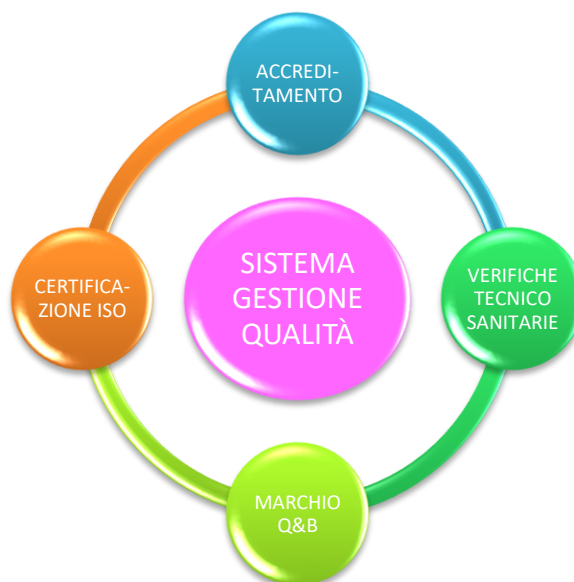 ACCREDI-
TAMENTO
SISTEMA
GESTIONE
QUALITÀ
VERIFICHE
TECNICO
SANITARIE
CERTIFICA-
ZIONE ISO
MARCHIO
Q&B